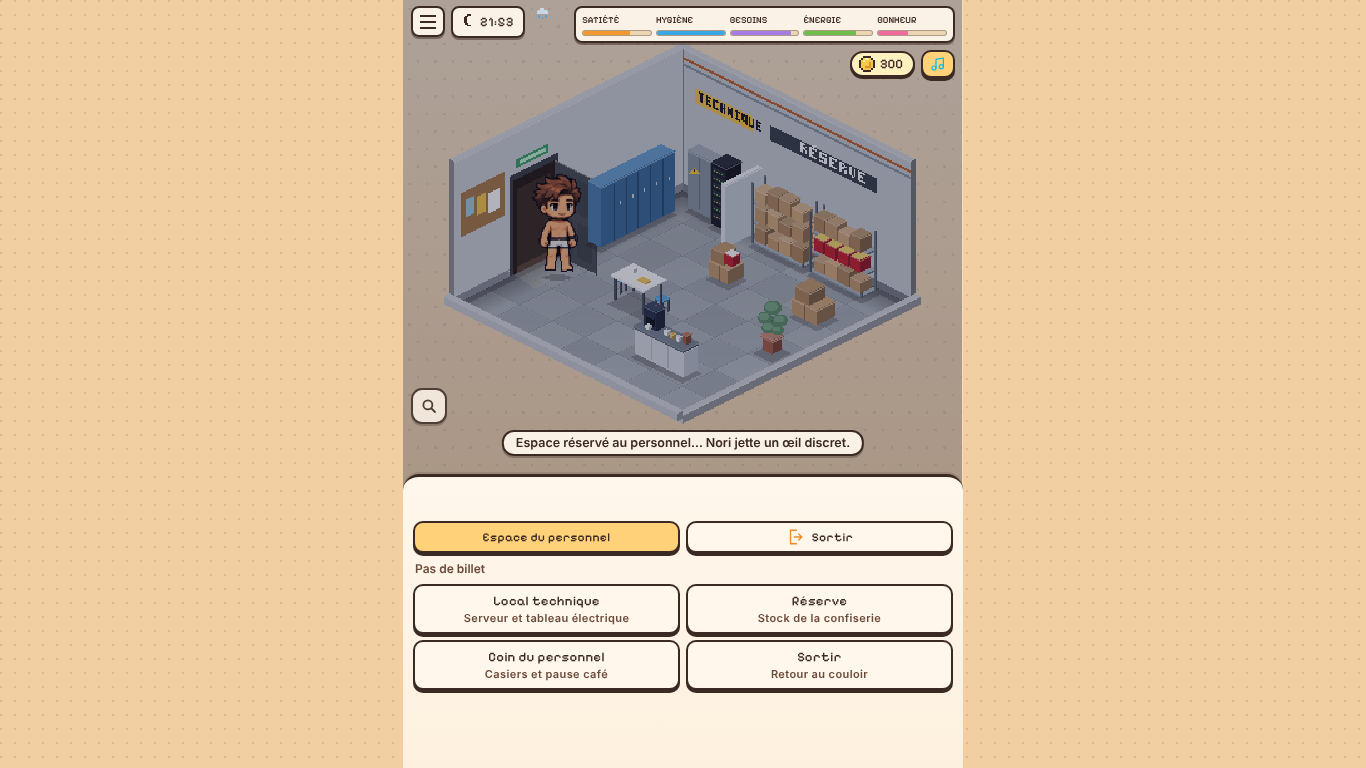 21:23
SATIÉTÉ
HYGIÈNE
BESOINS
ÉNERGIE
BONHEUR
300
TECHNIQUE
RÉSERVE
Espace réservé au personnel... Nori jette un œil discret.
Espace du personnel
Sortir
Pas de billet
Local technique
Serveur et tableau électrique
Réserve
Stock de la confiserie
Coin du personnel
Casiers et pause café
Sortir
Retour au couloir